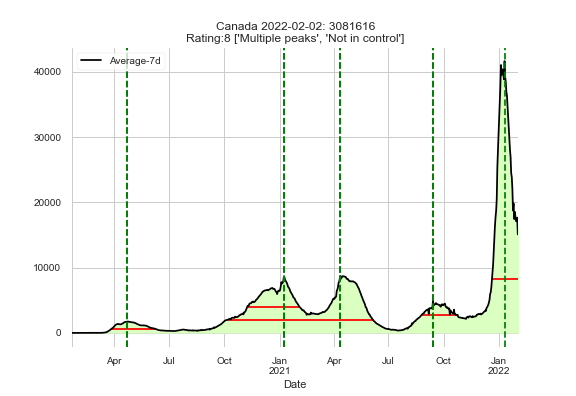 Canada 2022-02-02: 3081616
Rating:8 ['Multiple peaks', 'Not in control']
Average-7d
40000
30000
20000
10000
0
Apr Jul Oct Jan Apr Jul Oct Jan
2021 2022
Date